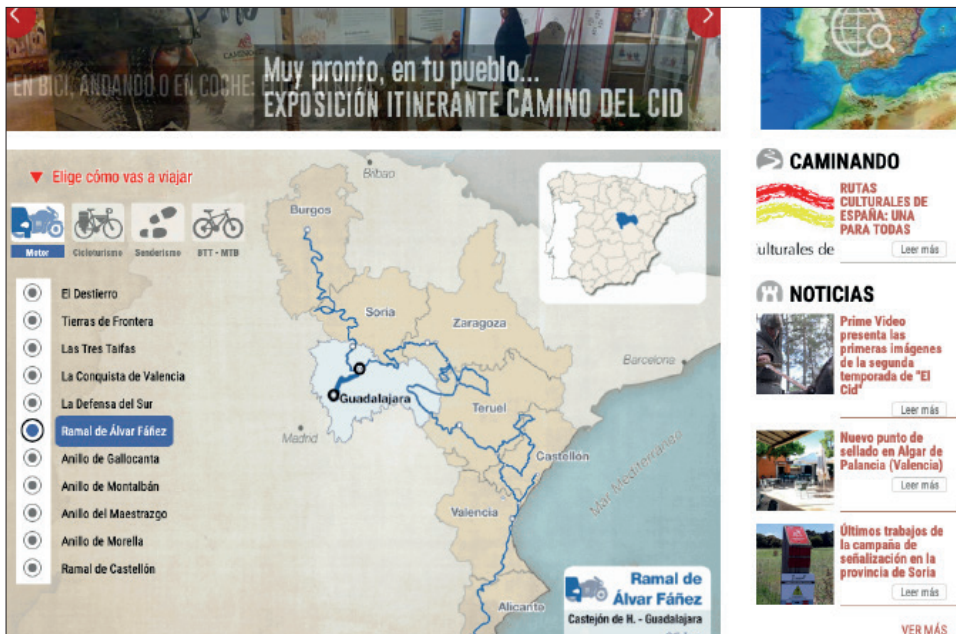 EN BICI, ANDANDO O EN COCHE:
Muy pronto, en tu pueblo...
EXPOSICIÓN ITINERANTE CAMINO DEL CID
Elige cómo vas a viajar
Motor
Cicloturismo
Senderismo
BTT - MTB
El Destierro
Tierras de Frontera
Las Tres Taifas
La Conquista de Valencia
La Defensa del Sur
Ramal de Álvar Fáñez
Anillo de Gallocanta
Anillo de Montalbán
Anillo del Maestrazgo
Anillo de Morella
Ramal de Castellón
Bilbao
Burgos
Soria
Zaragoza
Barcelona
Guadalajara
Teruel
Madrid
Castellón
Mar Mediterraneo
Valencia
Alicante
Ramal de
Álvar Fáñez
Castejón de H. - Guadalajara
CAMINANDO
RUTAS
CULTURALES DE
ESPAÑA: UNA
PARA TODAS
ulturales de
Leer más
NOTICIAS
Prime Video
presenta las
primeras imágenes
de la segunda
temporada de "El
Cid"
Leer más
Nuevo punto de
sellado en Algar de
Palancia (Valencia)
Leer más
Últimos trabajos de
la campaña de
señalización en la
provincia de Soria
Leer más
VER MÁS